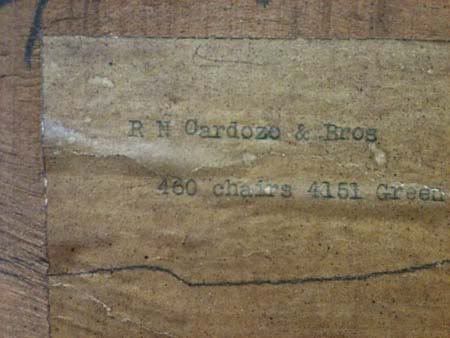 R N Cardozo & Bros
460 chairs 4151 Green